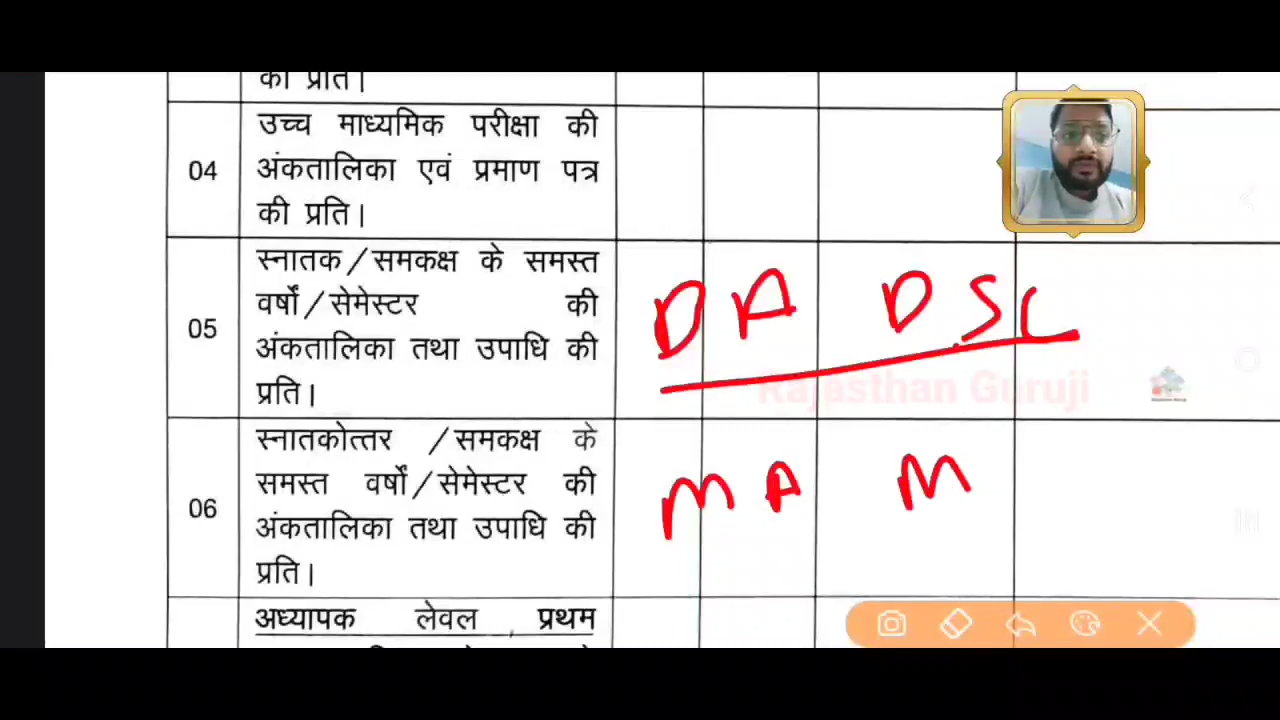 की प्रति।
04
उच्च माध्यमिक परीक्षा की
अंकतालिका एवं प्रमाण पत्र
की प्रति।
05
स्नातक/समकक्ष के समस्त
वर्षों/सेमेस्टर की
अंकतालिका तथा उपाधि की
प्रति।
DA DSC
Rajasthan Guruji
06
स्नातकोत्तर /समकक्ष के
समस्त वर्षों/सेमेस्टर की
अंकतालिका तथा उपाधि की
प्रति।
MA M
अध्यापक लेवल प्रथम